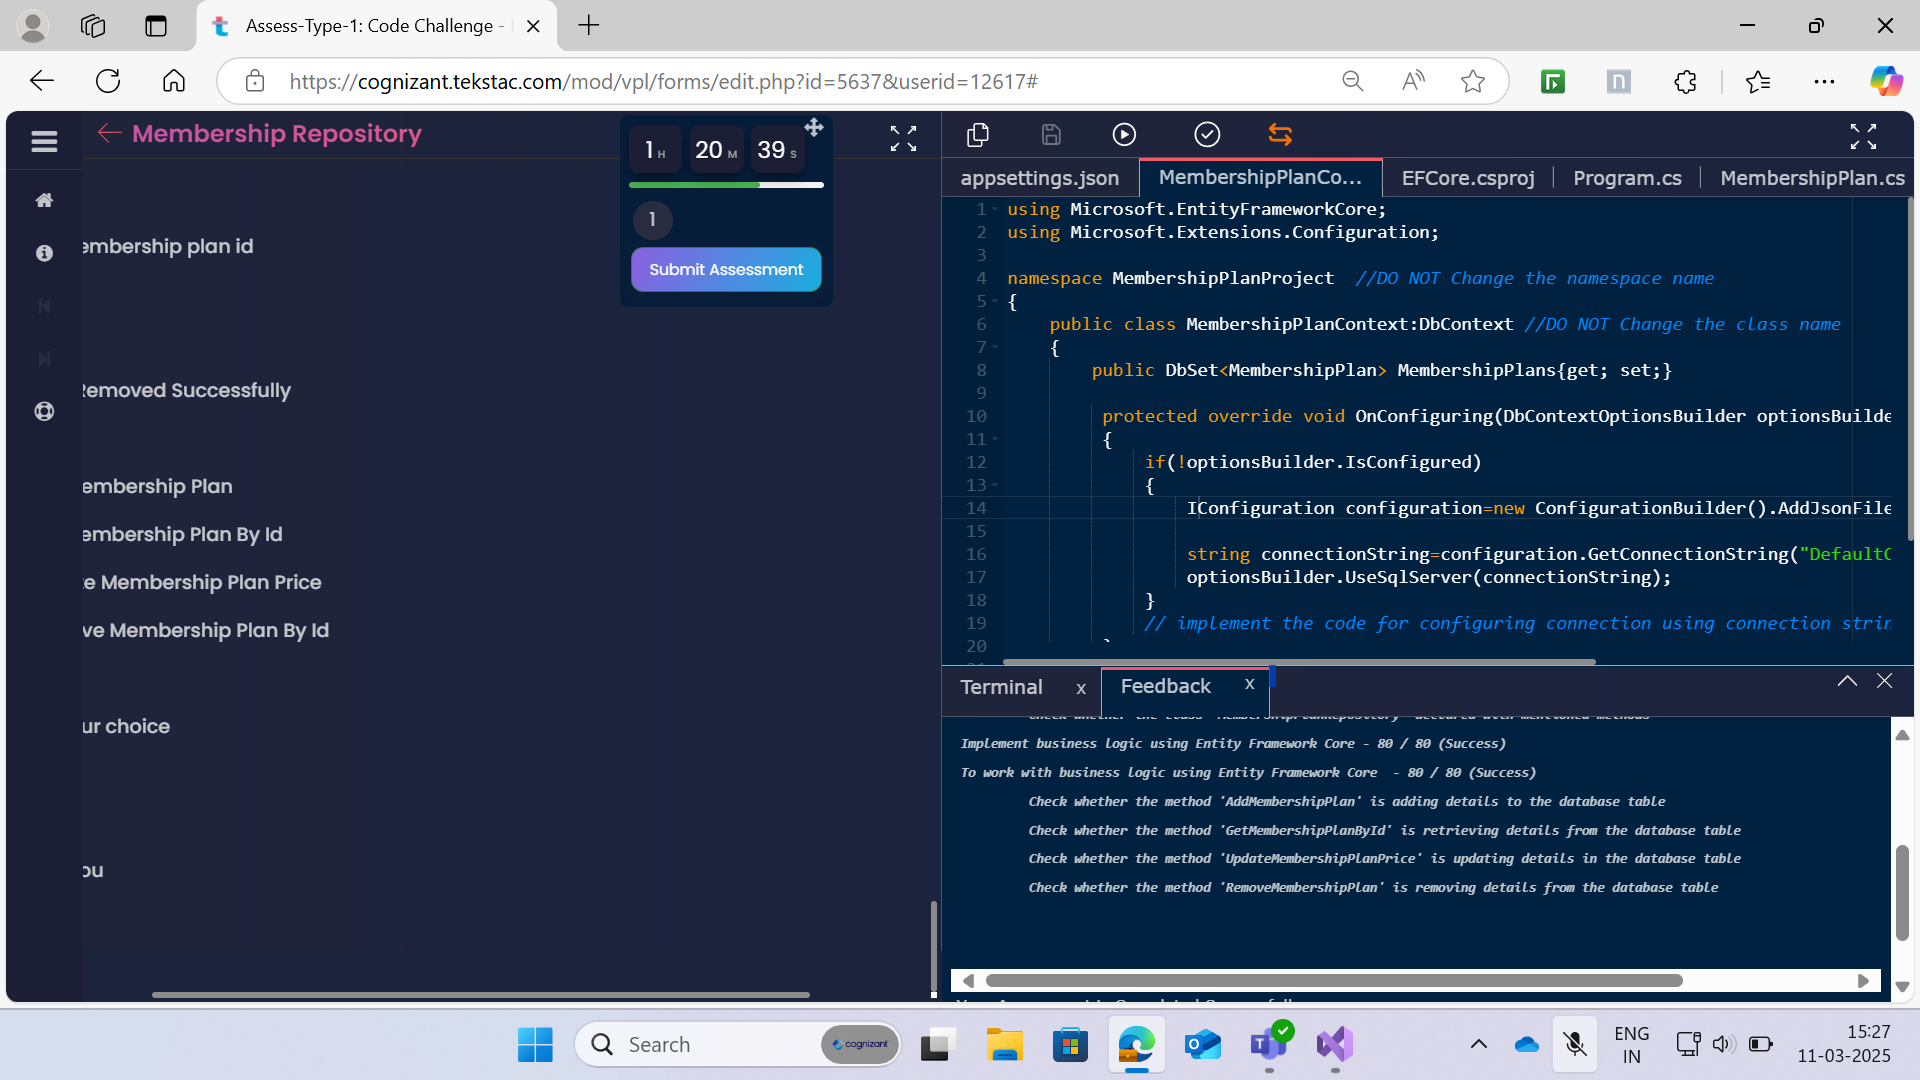 Assess-Type-1: Code Challenge -
https://cognizant.tekstac.com/mod/vpl/forms/edit.php?id=5637&userid=12617#
Membership Repository
1 H 20 M 39 S
1
Submit Assessment
embership plan id
Removed Successfully
embership Plan
embership Plan By Id
te Membership Plan Price
ve Membership Plan By Id
ur choice
ou
appsettings.json MembershipPlanCo... EFCore.csproj Program.cs MembershipPlan.cs
1 using Microsoft.EntityFrameworkCore;
2 using Microsoft.Extensions.Configuration;
3
4 namespace MembershipPlanProject //DO NOT Change the namespace name
5 {
6 public class MembershipPlanContext:DbContext //DO NOT Change the class name
7 {
8 public DbSet<MembershipPlan> MembershipPlans{get; set;}
9
10 protected override void OnConfiguring(DbContextOptionsBuilder optionsBuilde
11 {
12 if(!optionsBuilder.IsConfigured)
13 {
14 IConfiguration configuration=new ConfigurationBuilder().AddJsonFile
15
16 string connectionString=configuration.GetConnectionString("DefaultC
17 optionsBuilder.UseSqlServer(connectionString);
18 }
19 // implement the code for configuring connection using connection strin
20
Terminal x Feedback x
Check whether the class 'MembershipPlanRepository' declared with mentioned methods
Implement business logic using Entity Framework Core - 80 / 80 (Success)
To work with business logic using Entity Framework Core - 80 / 80 (Success)
Check whether the method 'AddMembershipPlan' is adding details to the database table
Check whether the method 'GetMembershipPlanById' is retrieving details from the database table
Check whether the method 'UpdateMembershipPlanPrice' is updating details in the database table
Check whether the method 'RemoveMembershipPlan' is removing details from the database table
Search
cognizant
ENG
IN
15:27
11-03-2025